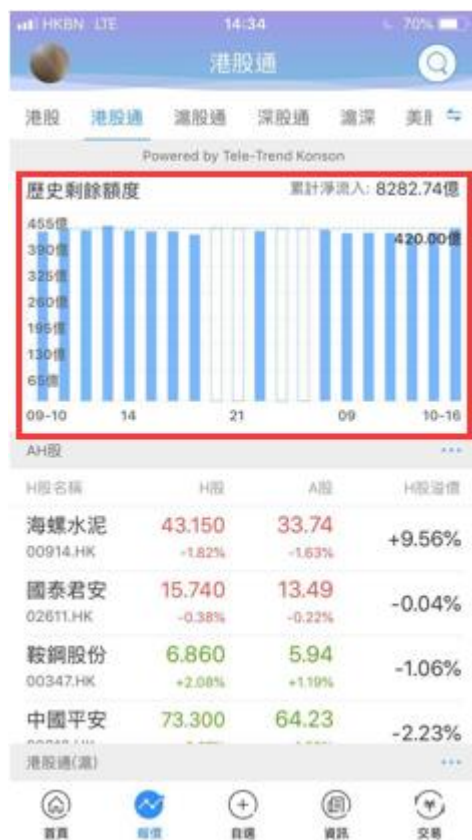 HKBN LTE 14:34 70%
港股通
港股 港股通 滬股通 深股通 滬深 美
Powered by Tele-Trend Konson
歷史剩餘額度 累計淨流入: 8282.74億
455億
420.00億
390億
325億
260億
195億
130億
65億
09-10 14 21 09 10-16
AH股
H股名稱 H股 A股 H股溢價
海螺水泥 43.150 33.74 +9.56%
00914.HK -1.82% -1.63%
國泰君安 15.740 13.49 -0.04%
02611.HK -0.38% -0.22%
鞍鋼股份 6.860 5.94 -1.06%
00347.HK +2.08% +1.19%
中國平安 73.300 64.23 -2.23%
港股通(滬)
首頁 報價 自選 資訊 交易